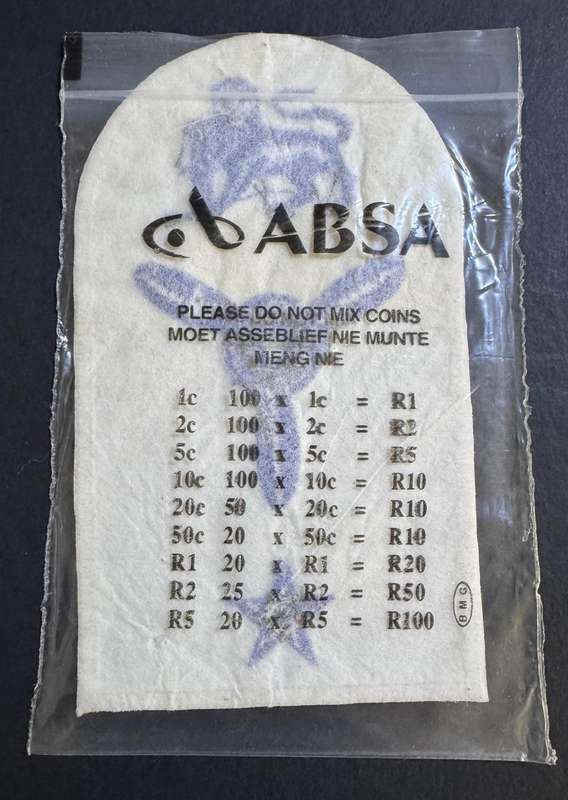 ABSA
PLEASE DO NOT MIX COINS
MOET ASSEBLIEF NIE MUNTE
MENG NIE
1c 100 x 1c = R1
2c 100 x 2c = R2
5c 100 x 5c = R5
10c 100 x 10c = R10
20c 50 x 20c = R10
50c 20 x 50c = R10
R1 20 x R1 = R20
R2 25 x R2 = R50
R5 20 x R5 = R100
BMG